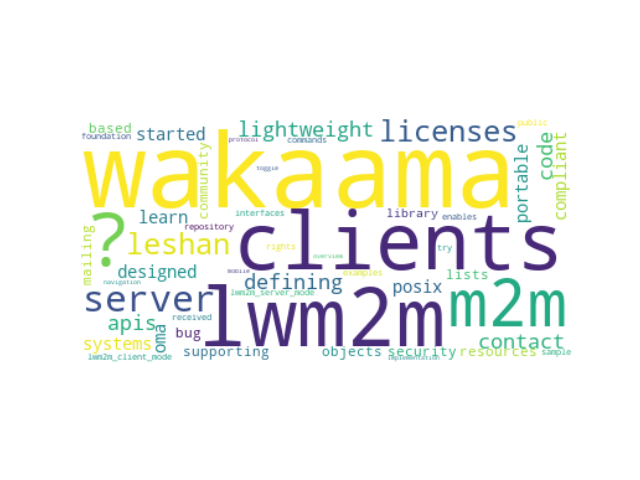 based
started
lightweight
licenses
public
foundation
protocol
commands
wakaama
community
portable
code
compliant
toggle
?
learn
interfaces
library
enables
clients
repository
leshan
rights
try
mailing
designed
mobile
overview
examples
lists
navigation
defining
posix
server
lwm2m
lwm2m_server_mode
m2m
apis
received
oma
bug
contact
systems
supporting
objects
security
resources
sample
lwm2m_client_mode
implementation